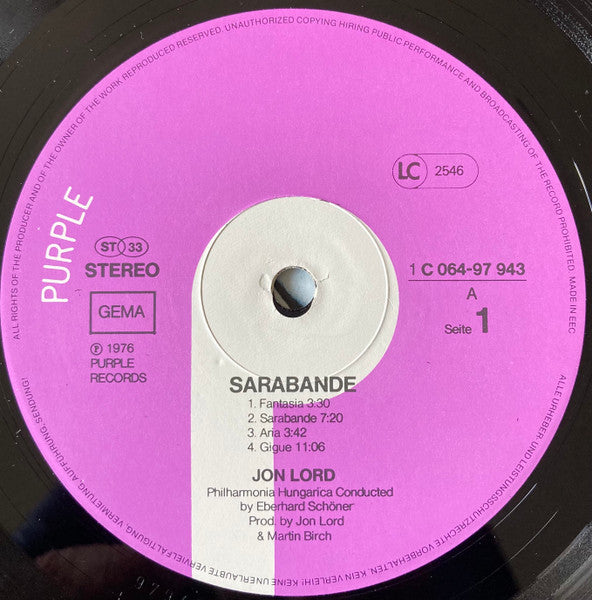 ALL RIGHTS OF THE PRODUCER AND OF THE OWNER OF THE WORK REPRODUCED RESERVED. UNAUTHORIZED COPYING HIRING PUBLIC PERFORMANCE AND BROADCASTING OF THE RECORD PROHIBITED. MADE IN EEC
PURPLE
LC 2546
ST 33
STEREO
GEMA
℗ 1976
PURPLE
RECORDS
1 C 064-97 943
A
Seite 1
SARABANDE
1. Fantasia 3:30
2. Sarabande 7:20
3. Aria 3:42
4. Gigue 11:06
JON LORD
Philharmonia Hungarica Conducted
by Eberhard Schöner
Prod. by Jon Lord
& Martin Birch
ALLE URHEBER- UND LEISTUNGSSCHUTZRECHTE VORBEHALTEN. KEIN VERLEIH! KEINE UNERLAUBTE VERVIELFÄLTIGUNG, VERMIETUNG, AUFFÜHRUNG, SENDUNG!